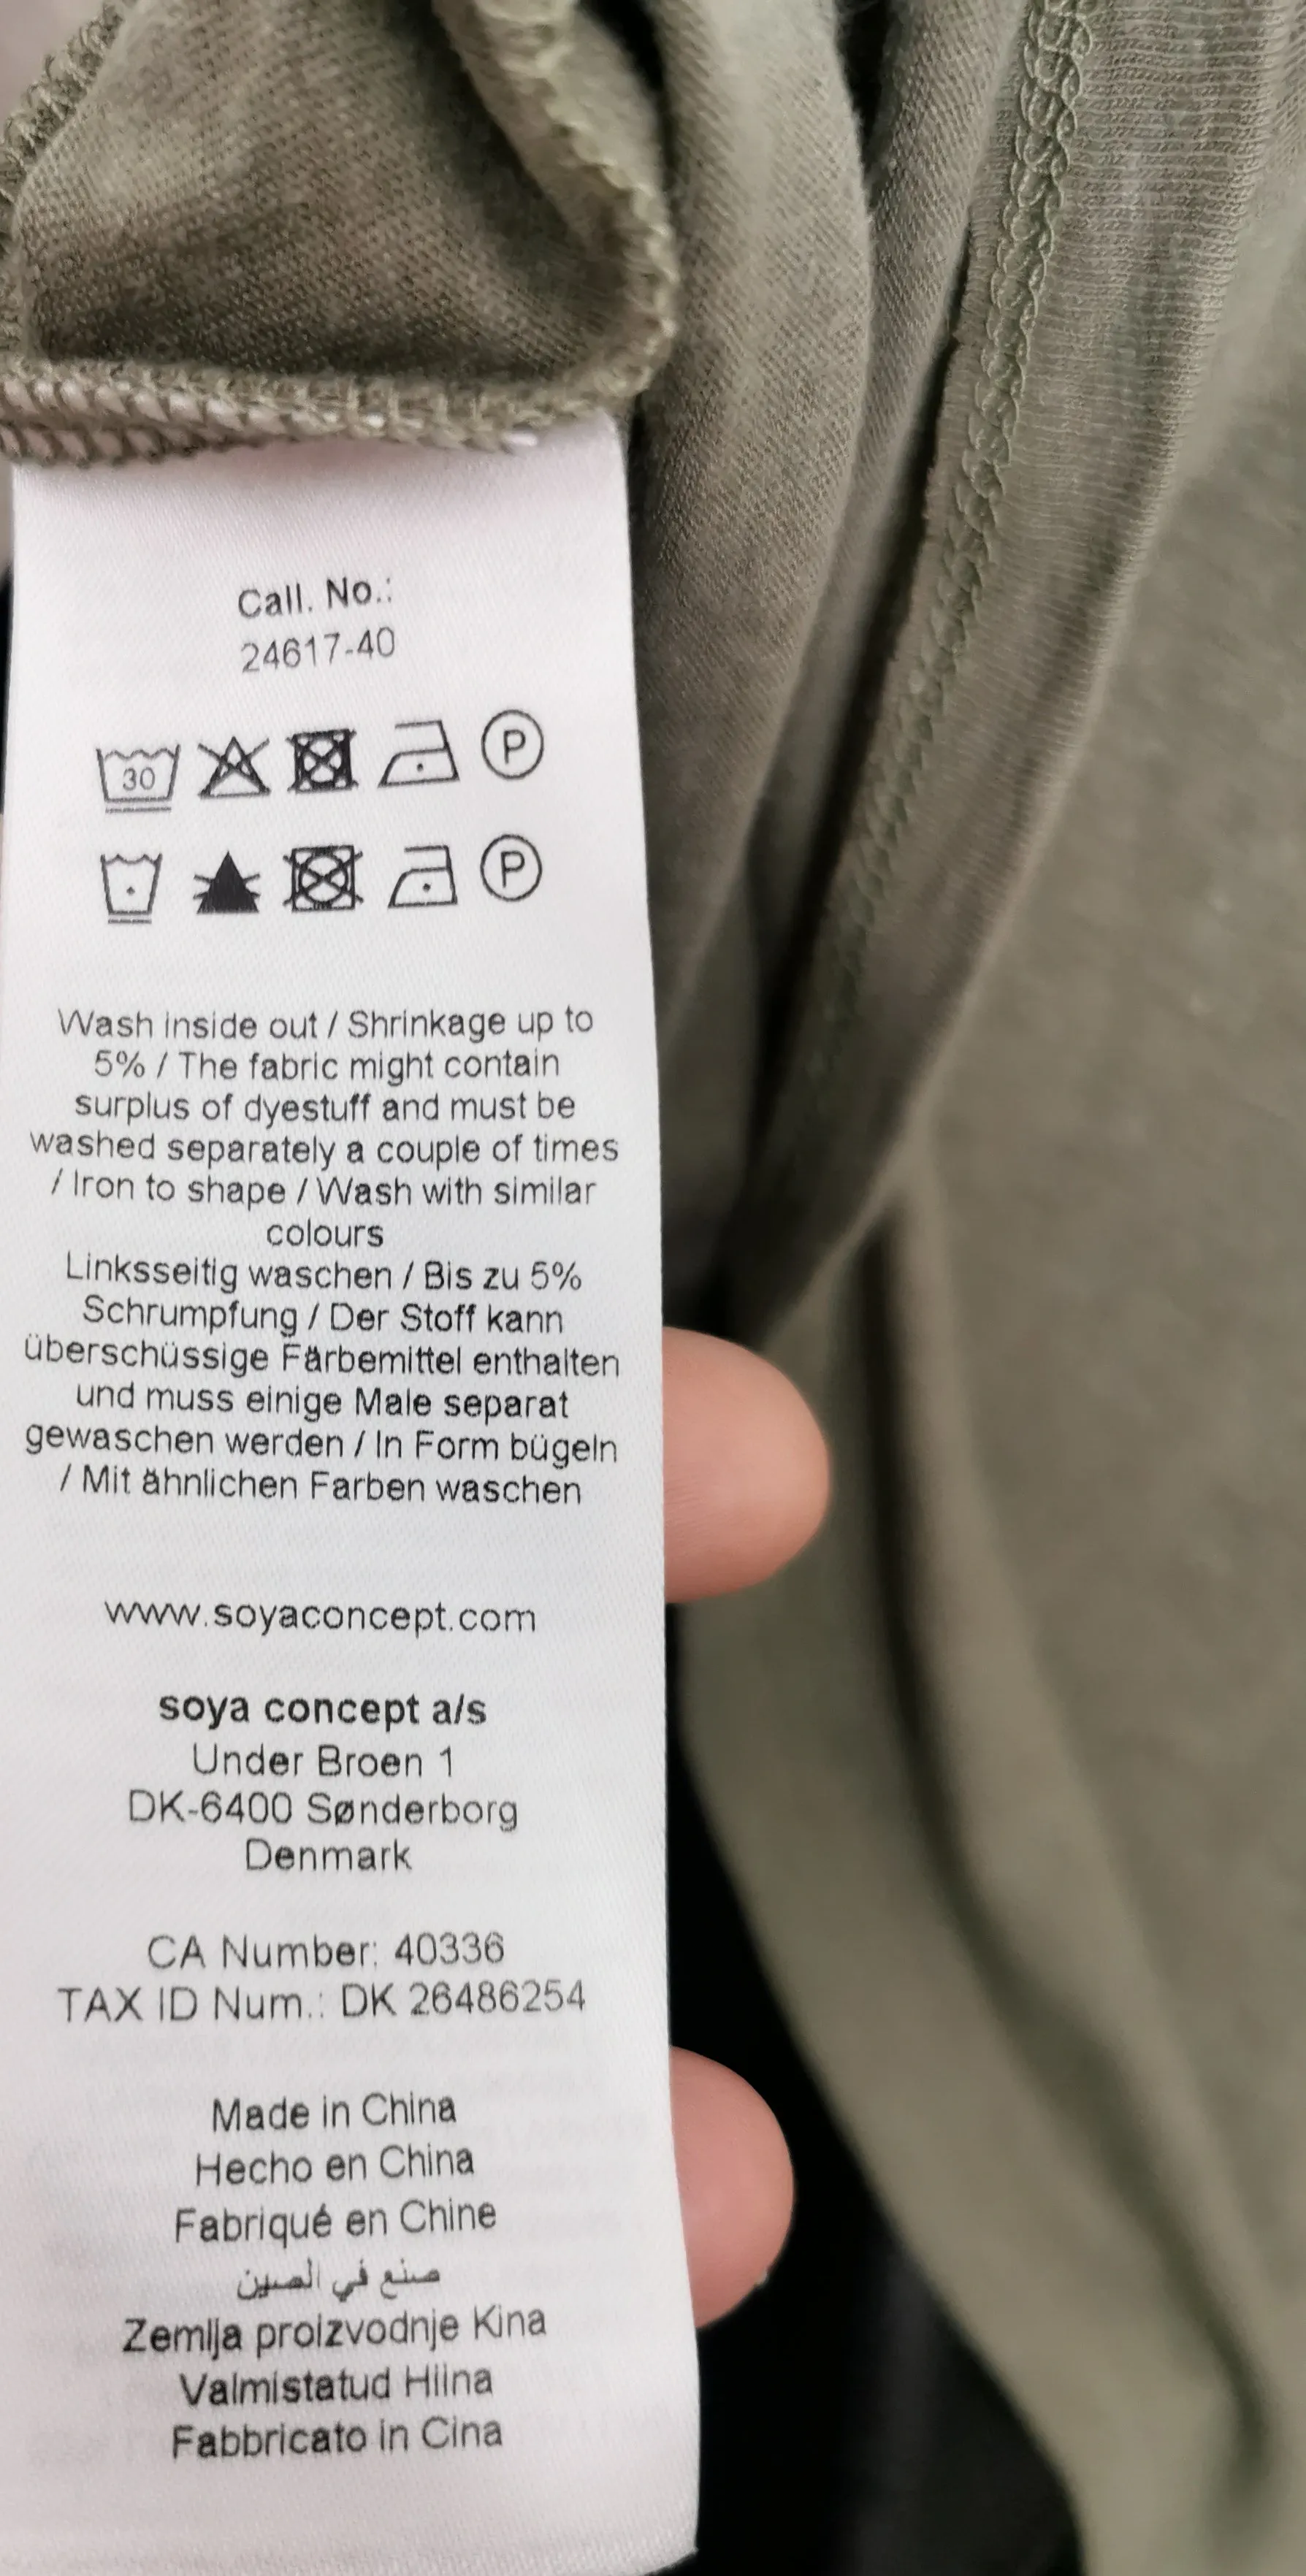 Call. No.:
24617-40
30 P
P
Wash inside out / Shrinkage up to
5% / The fabric might contain
surplus of dyestuff and must be
washed separately a couple of times
/ Iron to shape / Wash with similar
colours
Linksseitig waschen / Bis zu 5%
Schrumpfung / Der Stoff kann
überschüssige Färbemittel enthalten
und muss einige Male separat
gewaschen werden / In Form bügeln
/ Mit ähnlichen Farben waschen
www.soyaconcept.com
soya concept a/s
Under Broen 1
DK-6400 Sønderborg
Denmark
CA Number: 40336
TAX ID Num.: DK 26486254
Made in China
Hecho en China
Fabriqué en Chine
صنع في الصين
Zemlja proizvodnje Kina
Valmistatud Hiina
Fabbricato in Cina